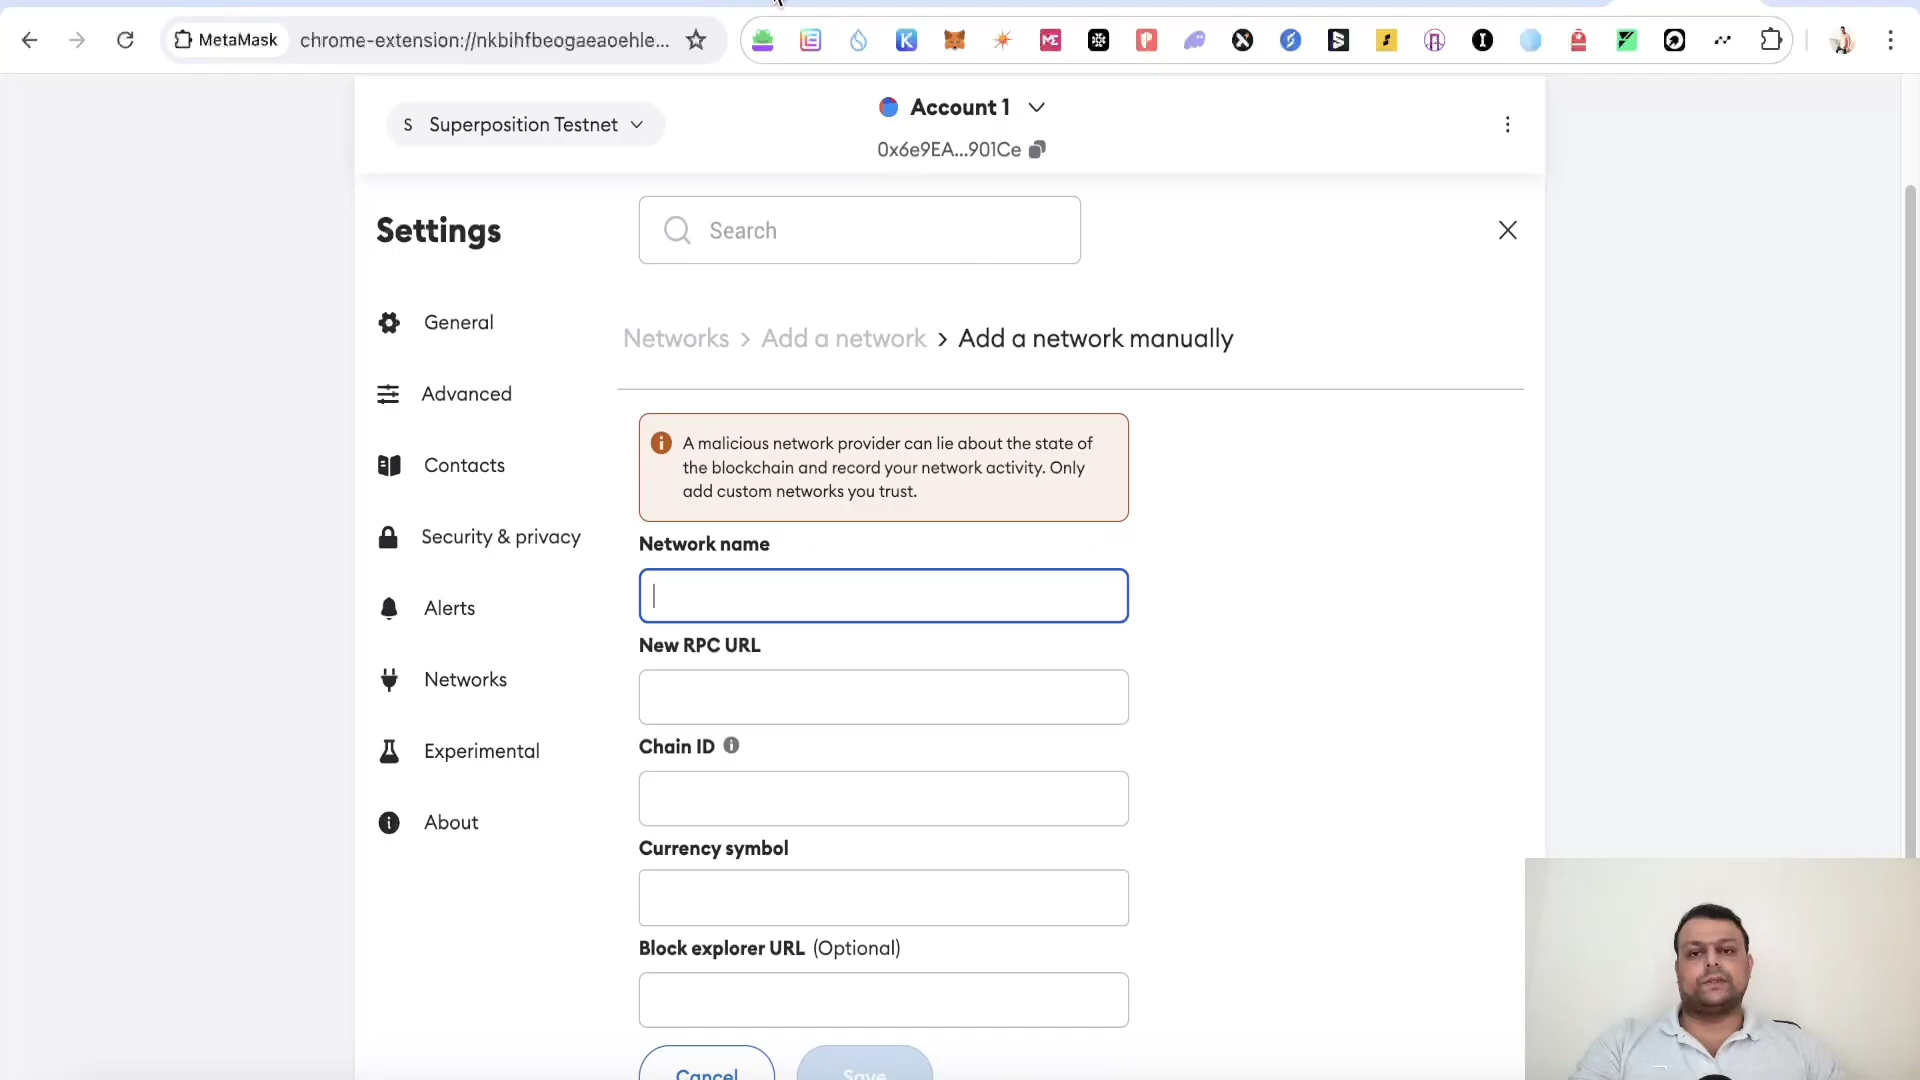 MetaMask
chrome-extension://nkbihfbeogaeaoehle...
S Superposition Testnet
Account 1
0x6e9EA...901Ce
Settings
Search
General
Advanced
Contacts
Security & privacy
Alerts
Networks
Experimental
About
Networks > Add a network > Add a network manually
A malicious network provider can lie about the state of
the blockchain and record your network activity. Only
add custom networks you trust.
Network name
New RPC URL
Chain ID
Currency symbol
Block explorer URL (Optional)
Cancel
Save